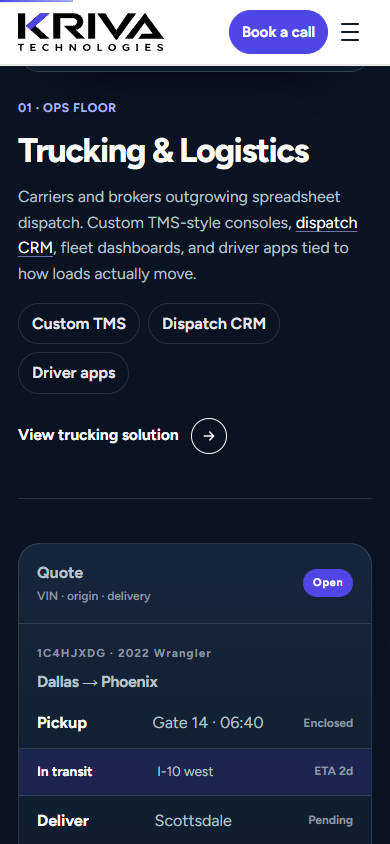 KRIVA
TECHNOLOGIES
Book a call
01 · OPS FLOOR
Trucking & Logistics
Carriers and brokers outgrowing spreadsheet
dispatch. Custom TMS-style consoles, dispatch
CRM, fleet dashboards, and driver apps tied to
how loads actually move.
Custom TMS
Dispatch CRM
Driver apps
View trucking solution →
Quote
VIN · origin · delivery
Open
1C4HJXDG · 2022 Wrangler
Dallas → Phoenix
Pickup Gate 14 · 06:40 Enclosed
In transit I-10 west ETA 2d
Deliver Scottsdale Pending